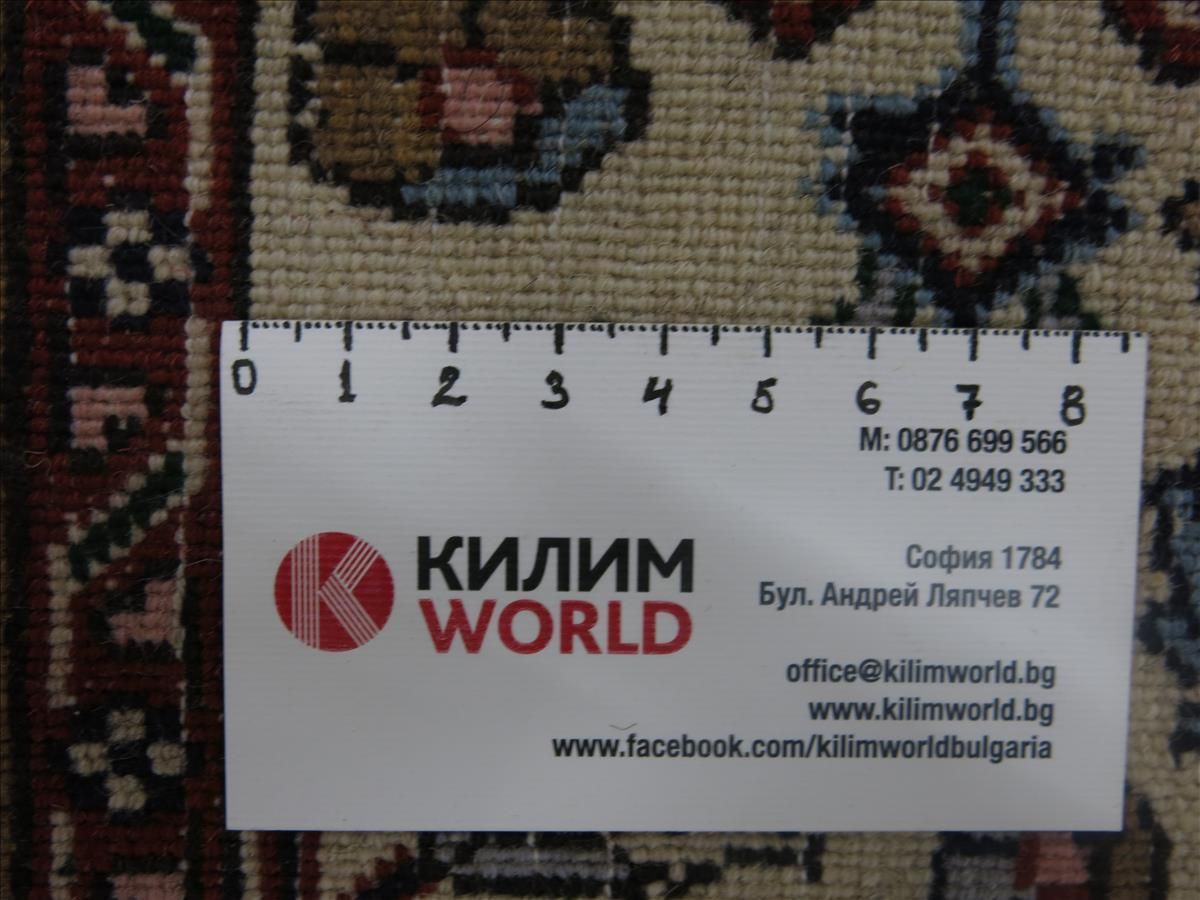 0 1 2 3 4 5 6 7 8
M: 0876 699 566
T: 02 4949 333
КИЛИМ
WORLD
София 1784
Бул. Андрей Ляпчев 72
office@kilimworld.bg
www.kilimworld.bg
www.facebook.com/kilimworldbulgaria